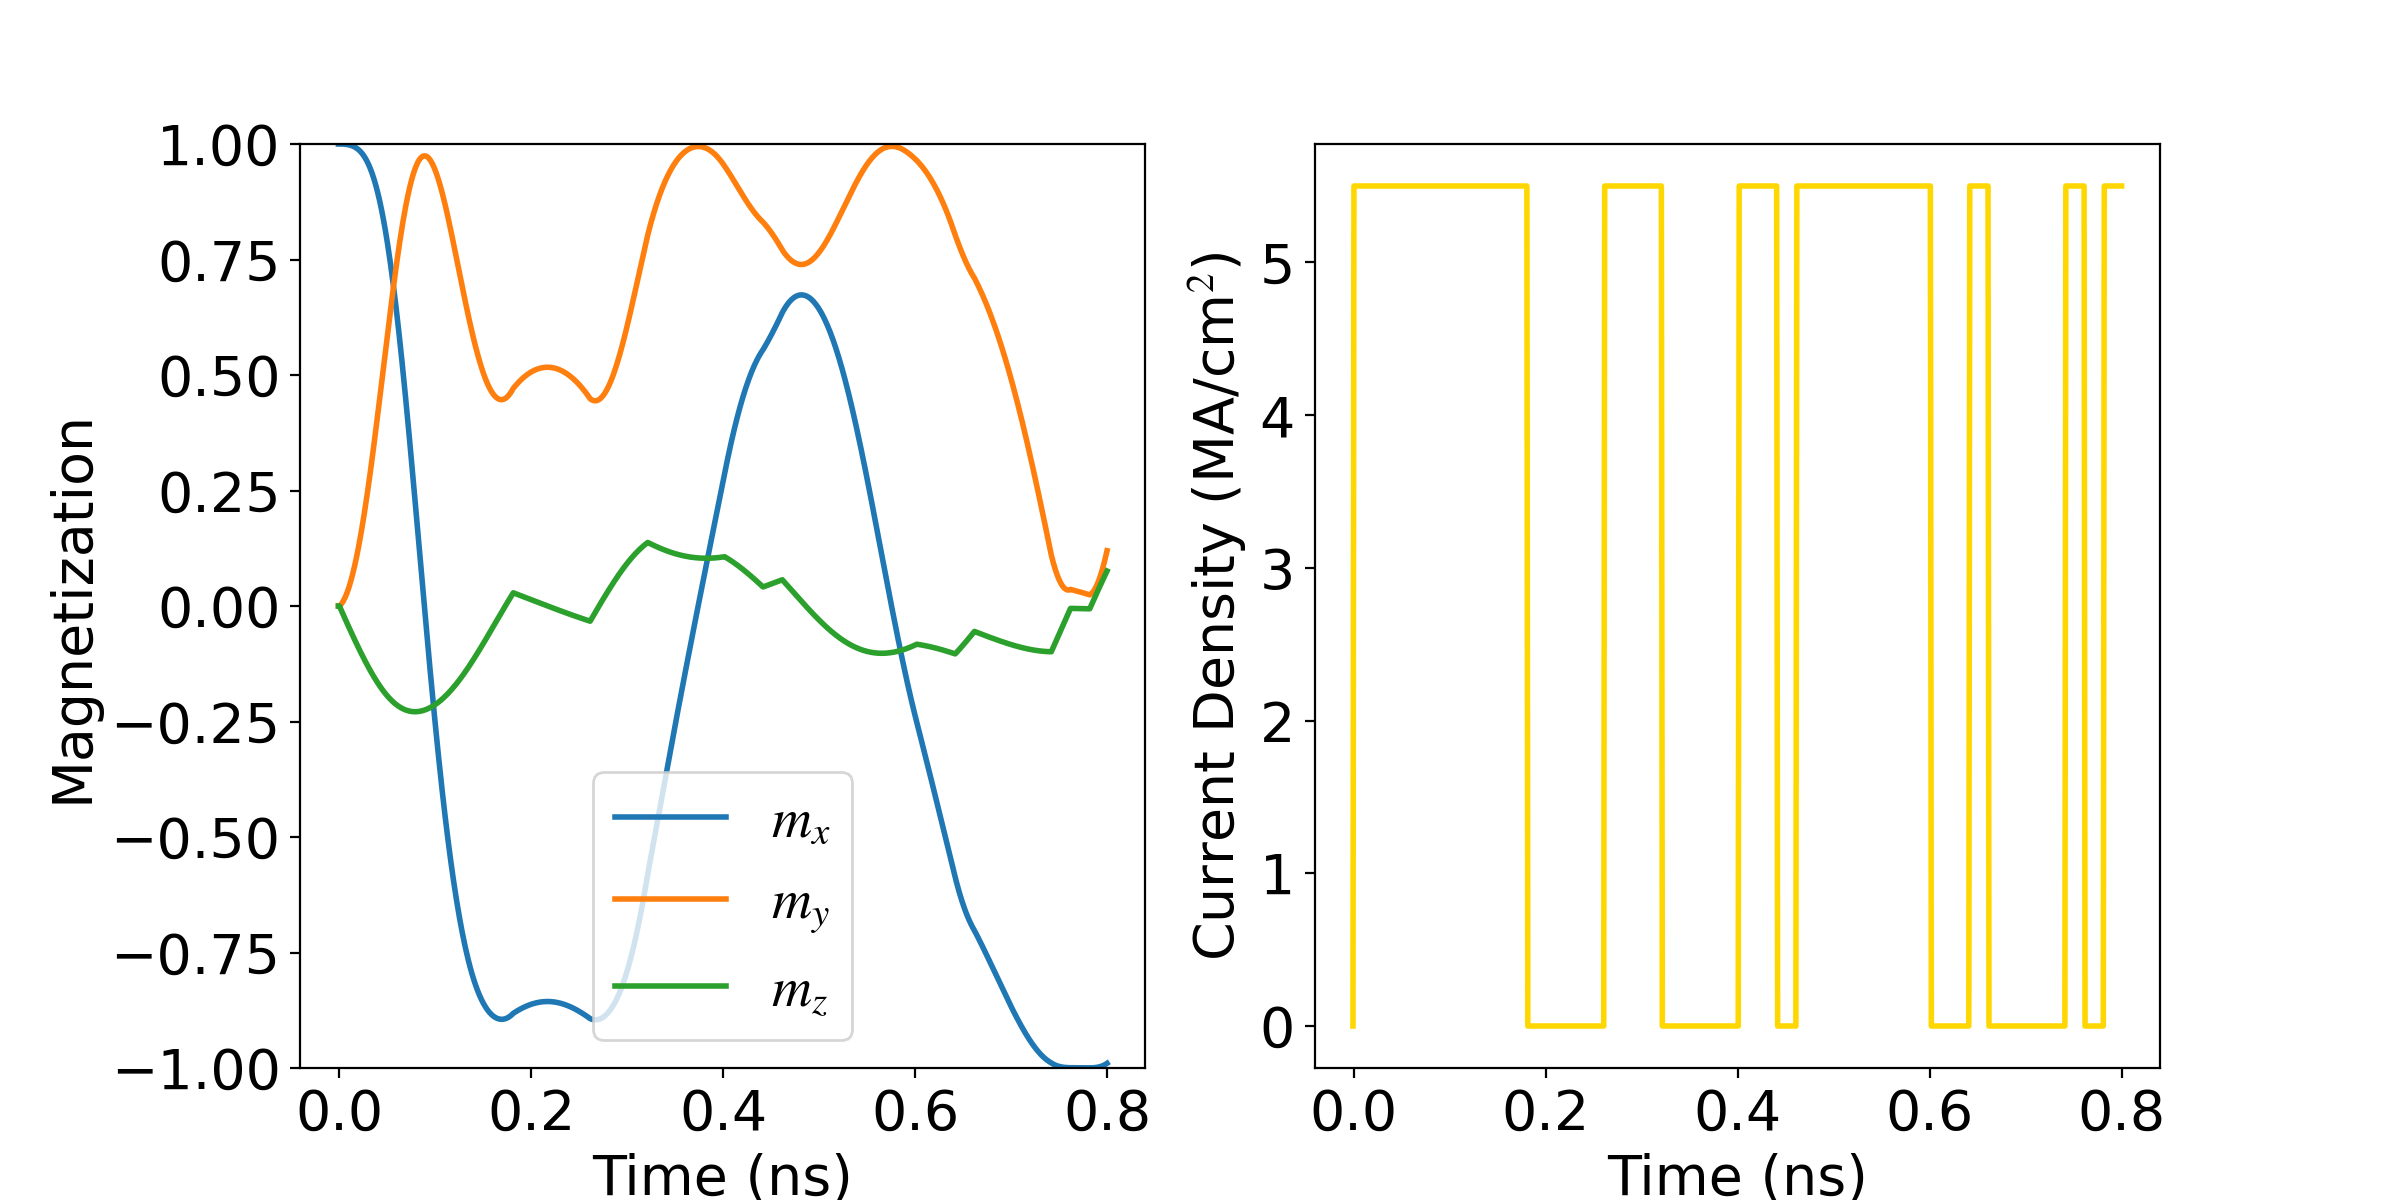 Magnetization
1.00
0.75
0.50
0.25
0.00
−0.25
−0.50
−0.75
−1.00
0.0 0.2 0.4 0.6 0.8
Time (ns)
m_x
m_y
m_z
Current Density (MA/cm²)
5
4
3
2
1
0
0.0 0.2 0.4 0.6 0.8
Time (ns)